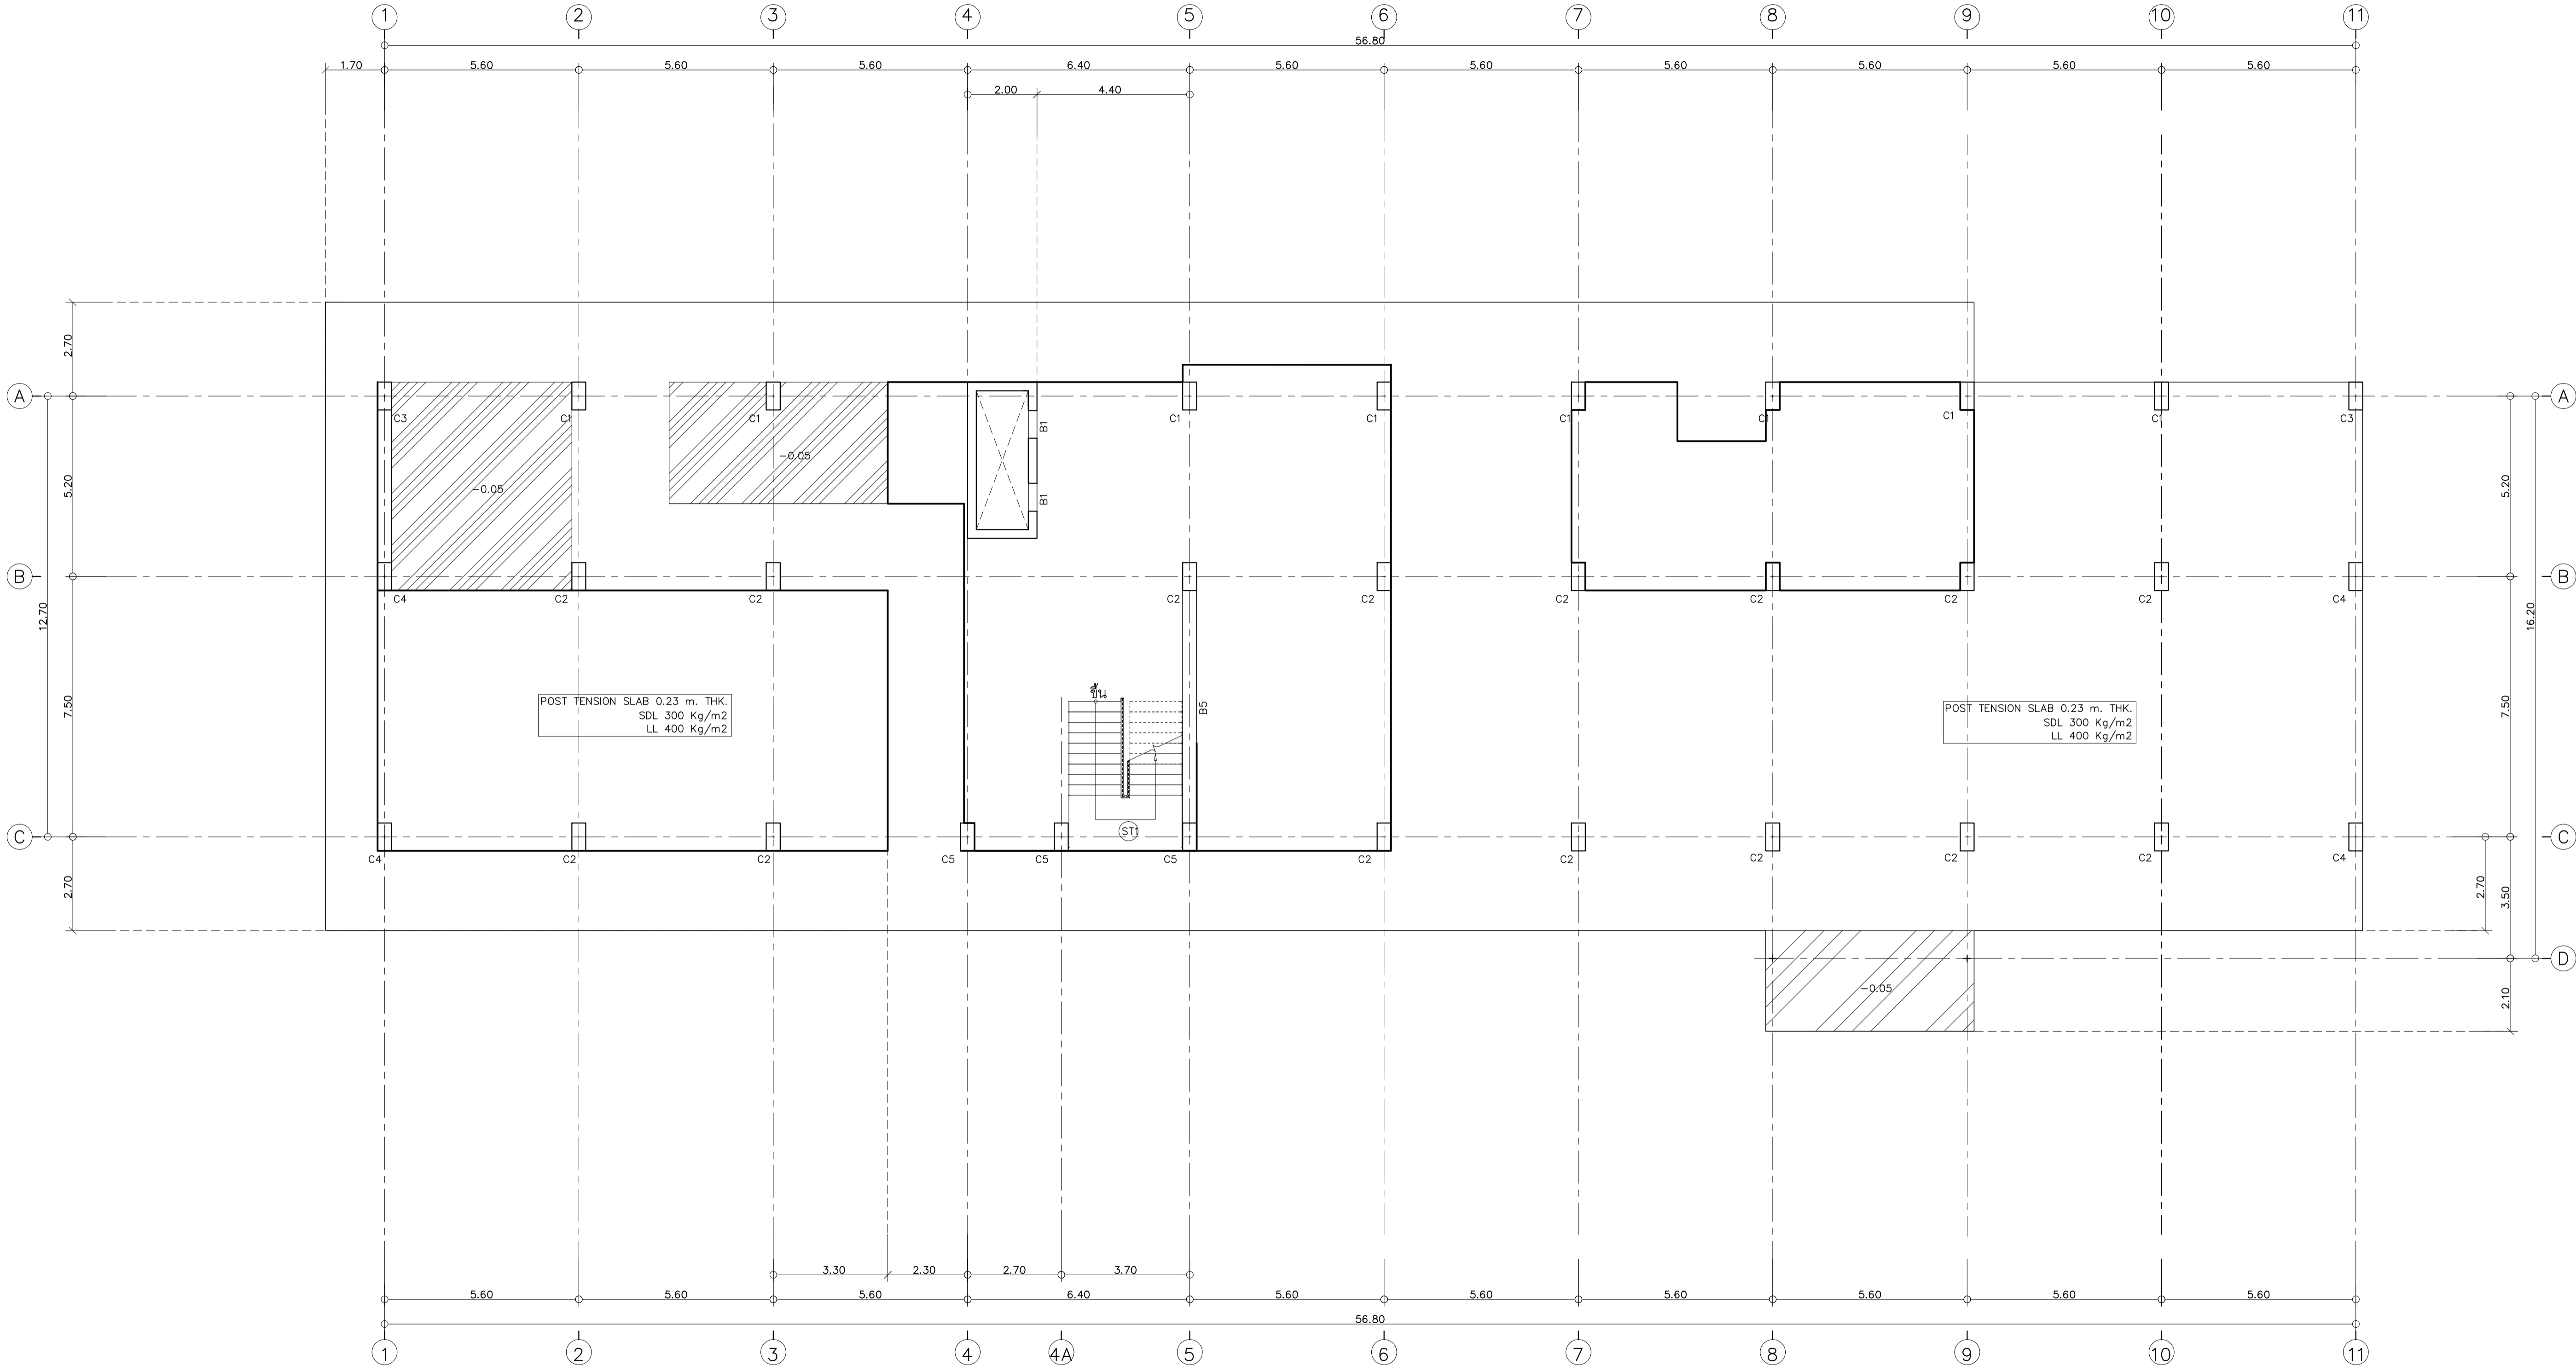 1 2 3 4 5 6 7 8 9 10 11
56.80
1.70 5.60 5.60 5.60 6.40 5.60 5.60 5.60 5.60 5.60 5.60
2.00 4.40
2.70
A A
C3 C1 C1 C1 C1 C1 C1 C1 C1 C3
B1
-0.05
5.20 5.20
-0.05
B1
B B
C4 C2 C2 C2 C2 C2 C2 C2 C2 C4
12.70 16.20
ขึ้น
POST TENSION SLAB 0.23 m. THK.
SDL 300 Kg/m2
LL 400 Kg/m2
POST TENSION SLAB 0.23 m. THK.
SDL 300 Kg/m2
LL 400 Kg/m2
7.50 B5 7.50
ST1
C C
C4 C2 C2 C5 C5 C5 C2 C2 C2 C2 C2 C4
2.70 2.70 3.50
D
-0.05
2.10
3.30 2.30 2.70 3.70
5.60 5.60 5.60 6.40 5.60 5.60 5.60 5.60 5.60 5.60
56.80
1 2 3 4 4A 5 6 7 8 9 10 11